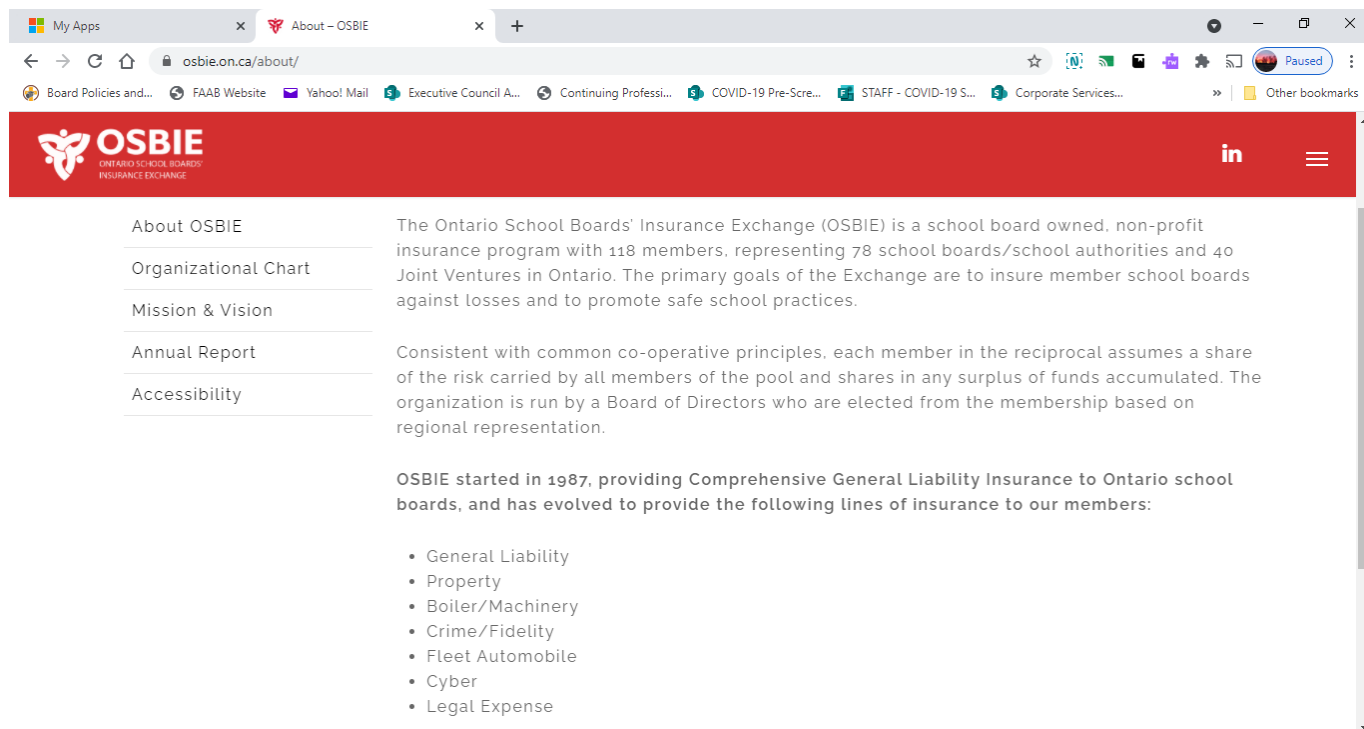 My Apps
About – OSBIE
osbie.on.ca/about/
Paused
Board Policies and...
FAAB Website
Yahoo! Mail
Executive Council A...
Continuing Professi...
COVID-19 Pre-Scre...
STAFF - COVID-19 S...
Corporate Services...
»
Other bookmarks
OSBIE
ONTARIO SCHOOL BOARDS'
INSURANCE EXCHANGE
in
About OSBIE
Organizational Chart
Mission & Vision
Annual Report
Accessibility
The Ontario School Boards' Insurance Exchange (OSBIE) is a school board owned, non-profit
insurance program with 118 members, representing 78 school boards/school authorities and 40
Joint Ventures in Ontario. The primary goals of the Exchange are to insure member school boards
against losses and to promote safe school practices.
Consistent with common co-operative principles, each member in the reciprocal assumes a share
of the risk carried by all members of the pool and shares in any surplus of funds accumulated. The
organization is run by a Board of Directors who are elected from the membership based on
regional representation.
OSBIE started in 1987, providing Comprehensive General Liability Insurance to Ontario school
boards, and has evolved to provide the following lines of insurance to our members:
• General Liability
• Property
• Boiler/Machinery
• Crime/Fidelity
• Fleet Automobile
• Cyber
• Legal Expense